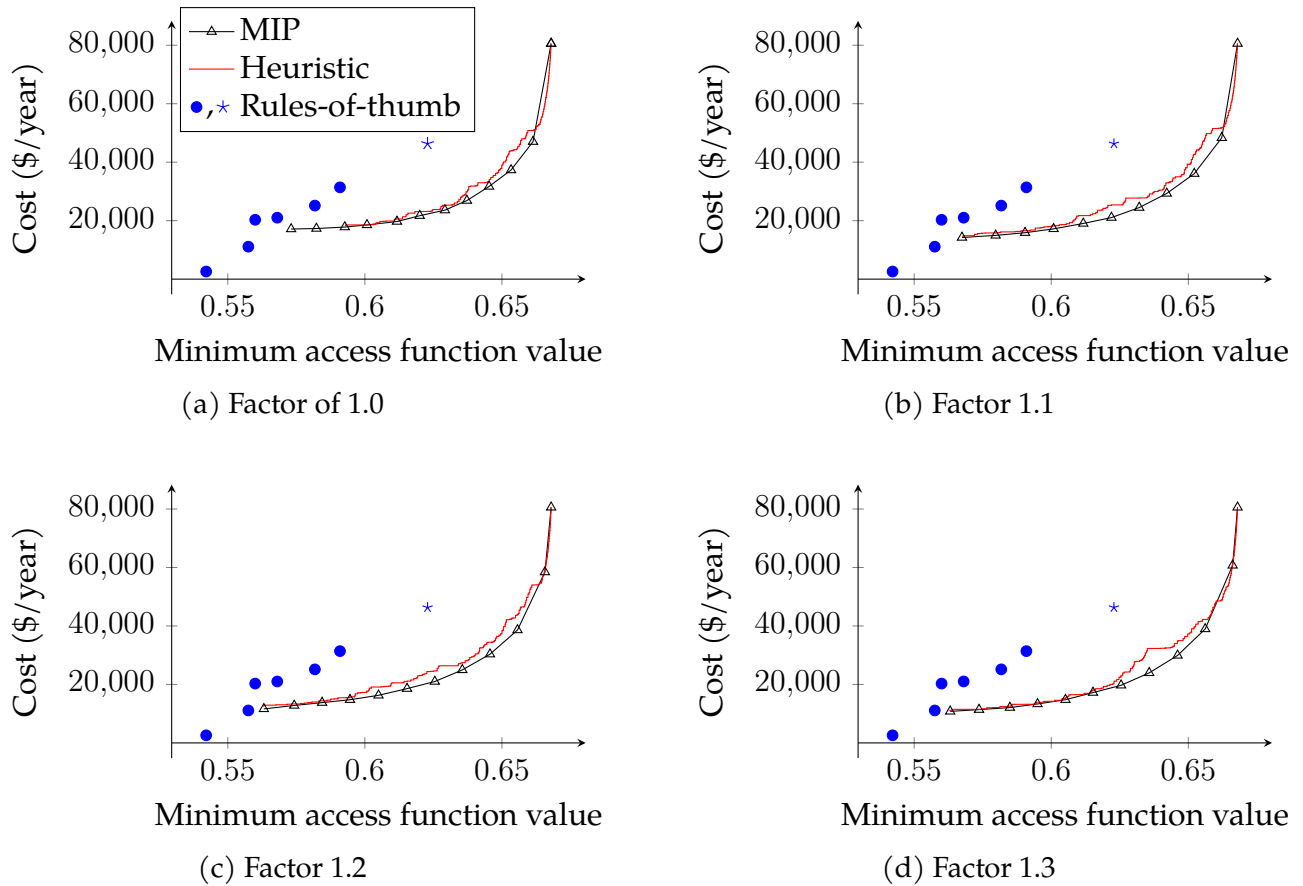 80,000
60,000
40,000
20,000
Cost ($/year)
MIP
Heuristic
,
Rules-of-thumb
0.55 0.6 0.65
Minimum access function value
(a) Factor of 1.0
80,000
60,000
40,000
20,000
Cost ($/year)
0.55 0.6 0.65
Minimum access function value
(b) Factor 1.1
80,000
60,000
40,000
20,000
Cost ($/year)
0.55 0.6 0.65
Minimum access function value
(c) Factor 1.2
80,000
60,000
40,000
20,000
Cost ($/year)
0.55 0.6 0.65
Minimum access function value
(d) Factor 1.3